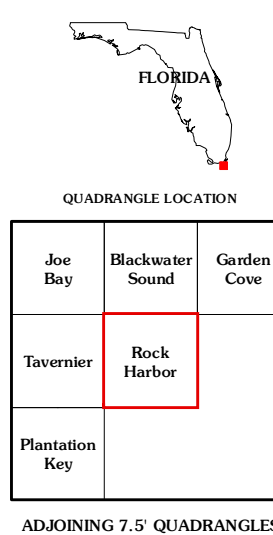 FLORIDA
QUADRANGLE LOCATION
Joe
Bay
Blackwater
Sound
Garden
Cove
Tavernier
Rock
Harbor
Plantation
Key
ADJOINING 7.5' QUADRANGLES